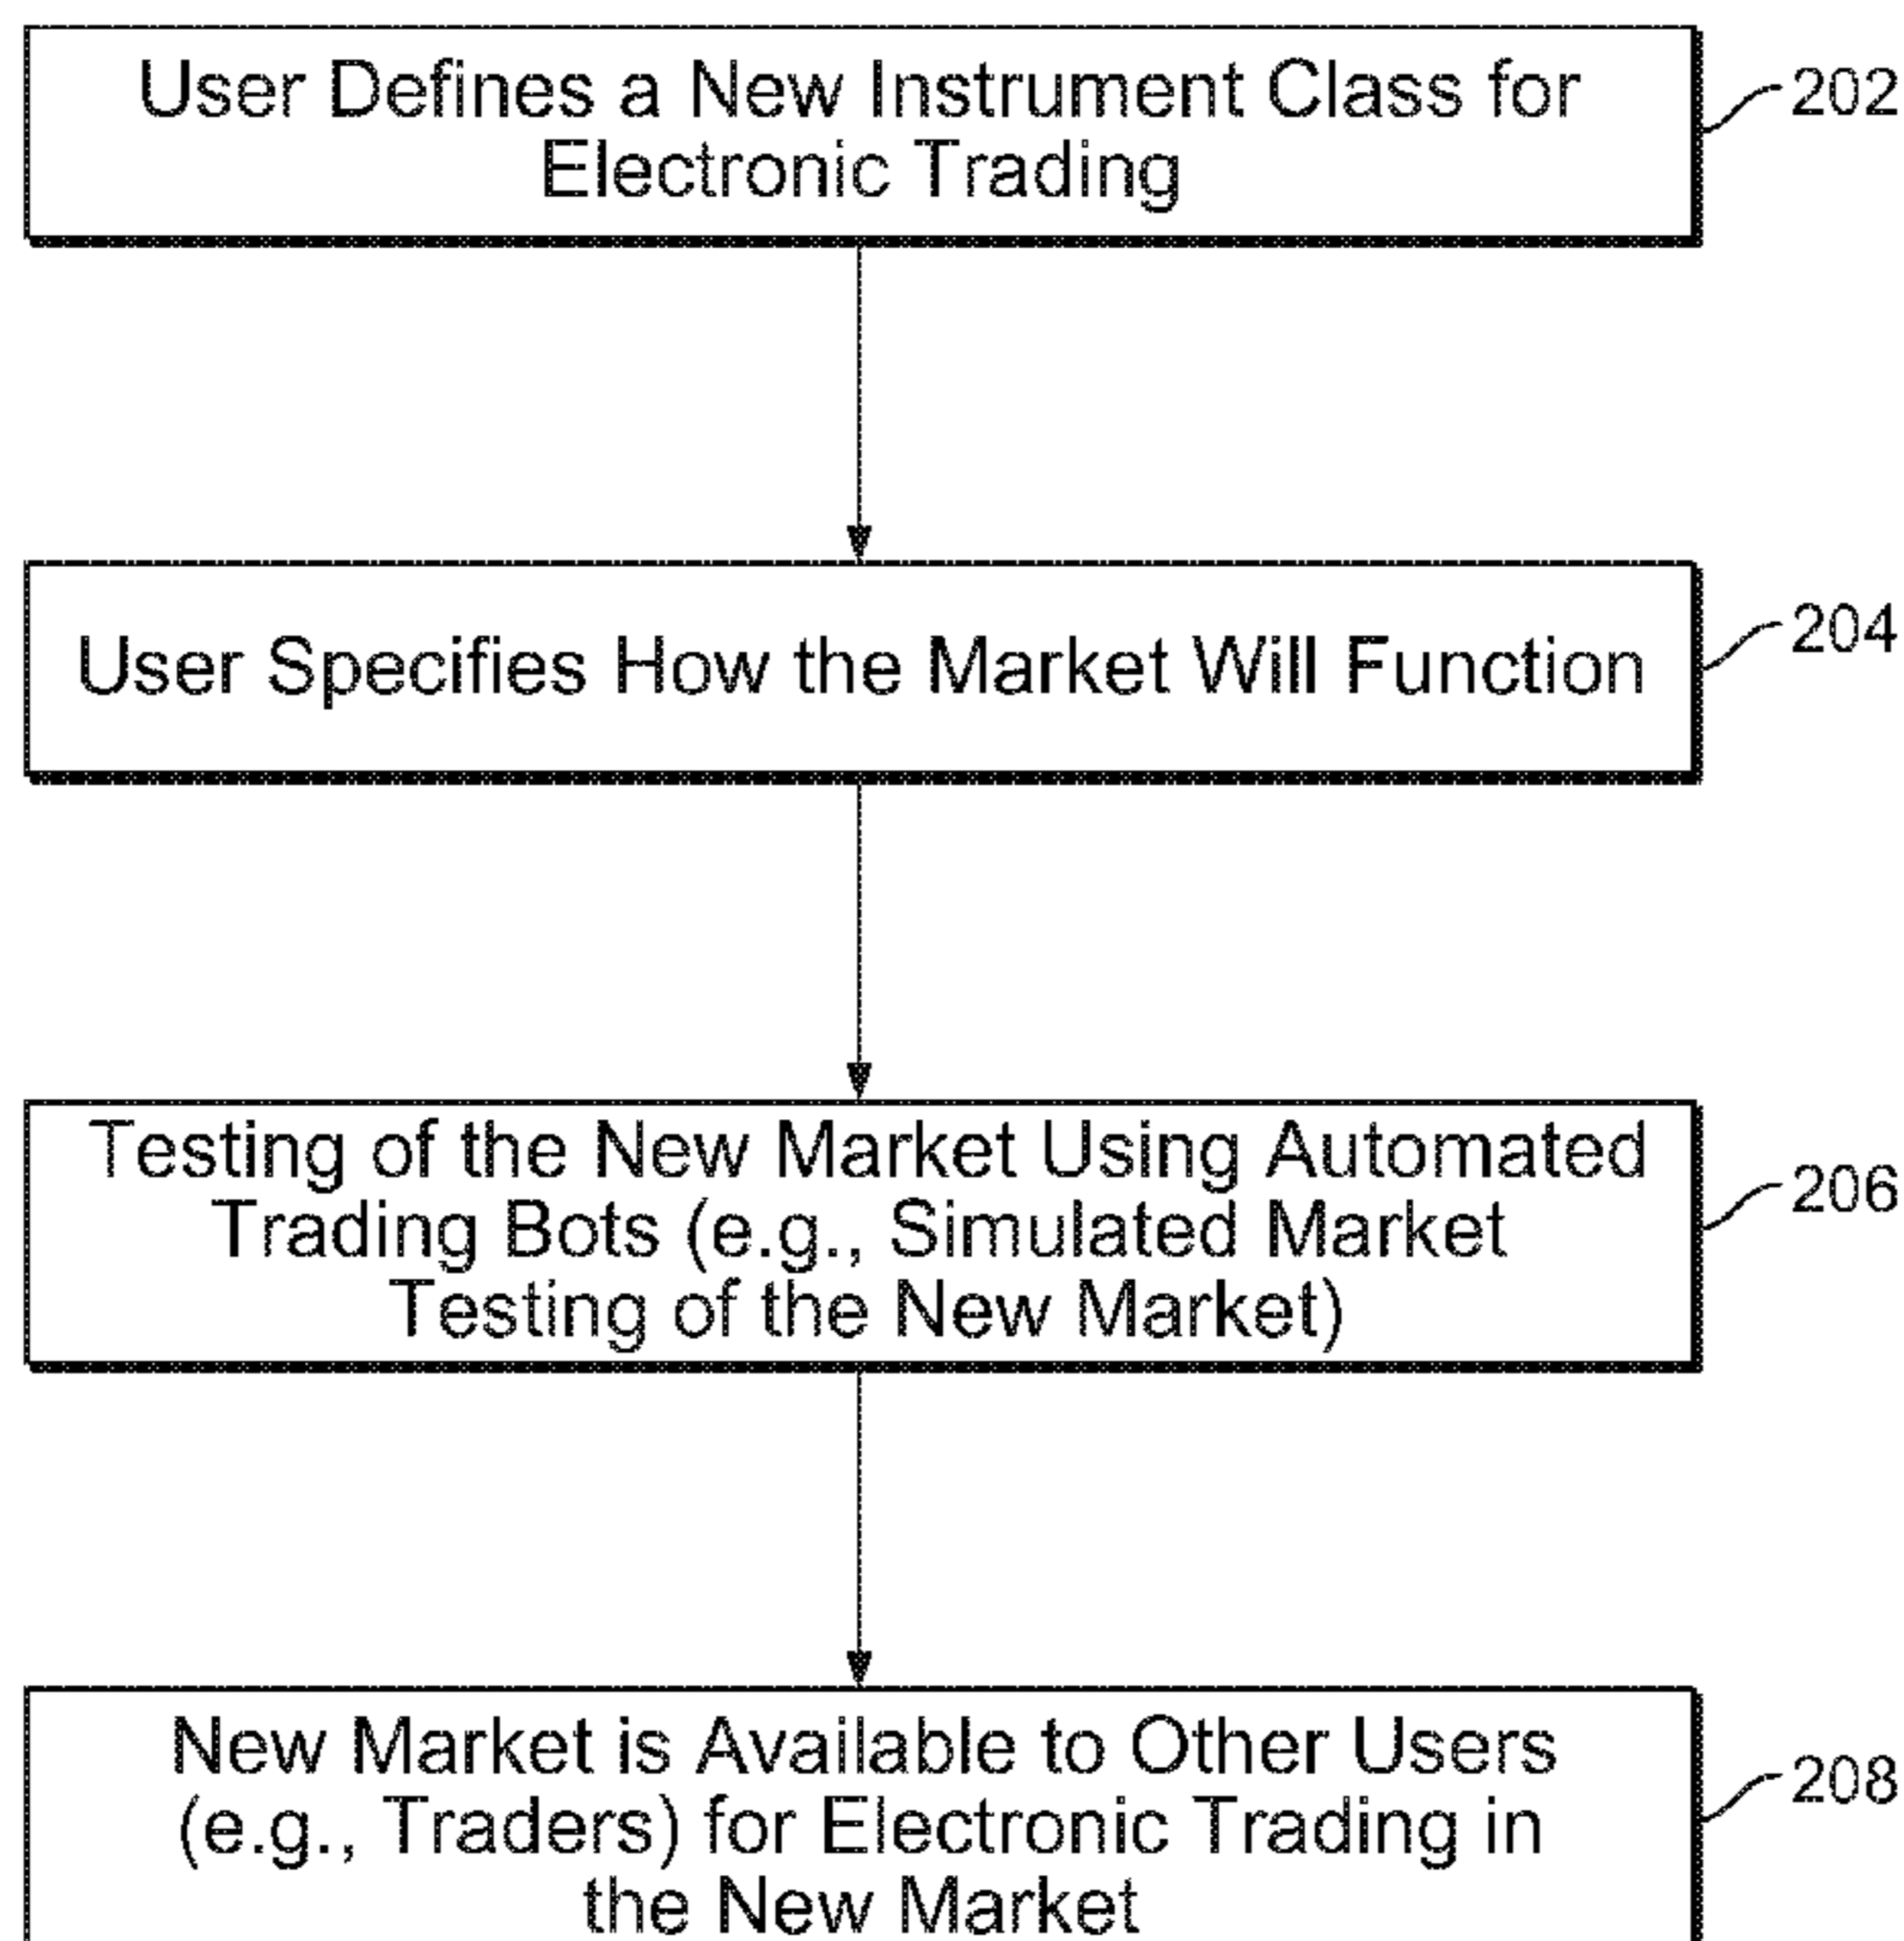 User Defines a New Instrument Class for
Electronic Trading
202
User Specifies How the Market Will Function
204
Testing of the New Market Using Automated
Trading Bots (e.g., Simulated Market
Testing of the New Market)
206
New Market is Available to Other Users
(e.g., Traders) for Electronic Trading in
the New Market
208